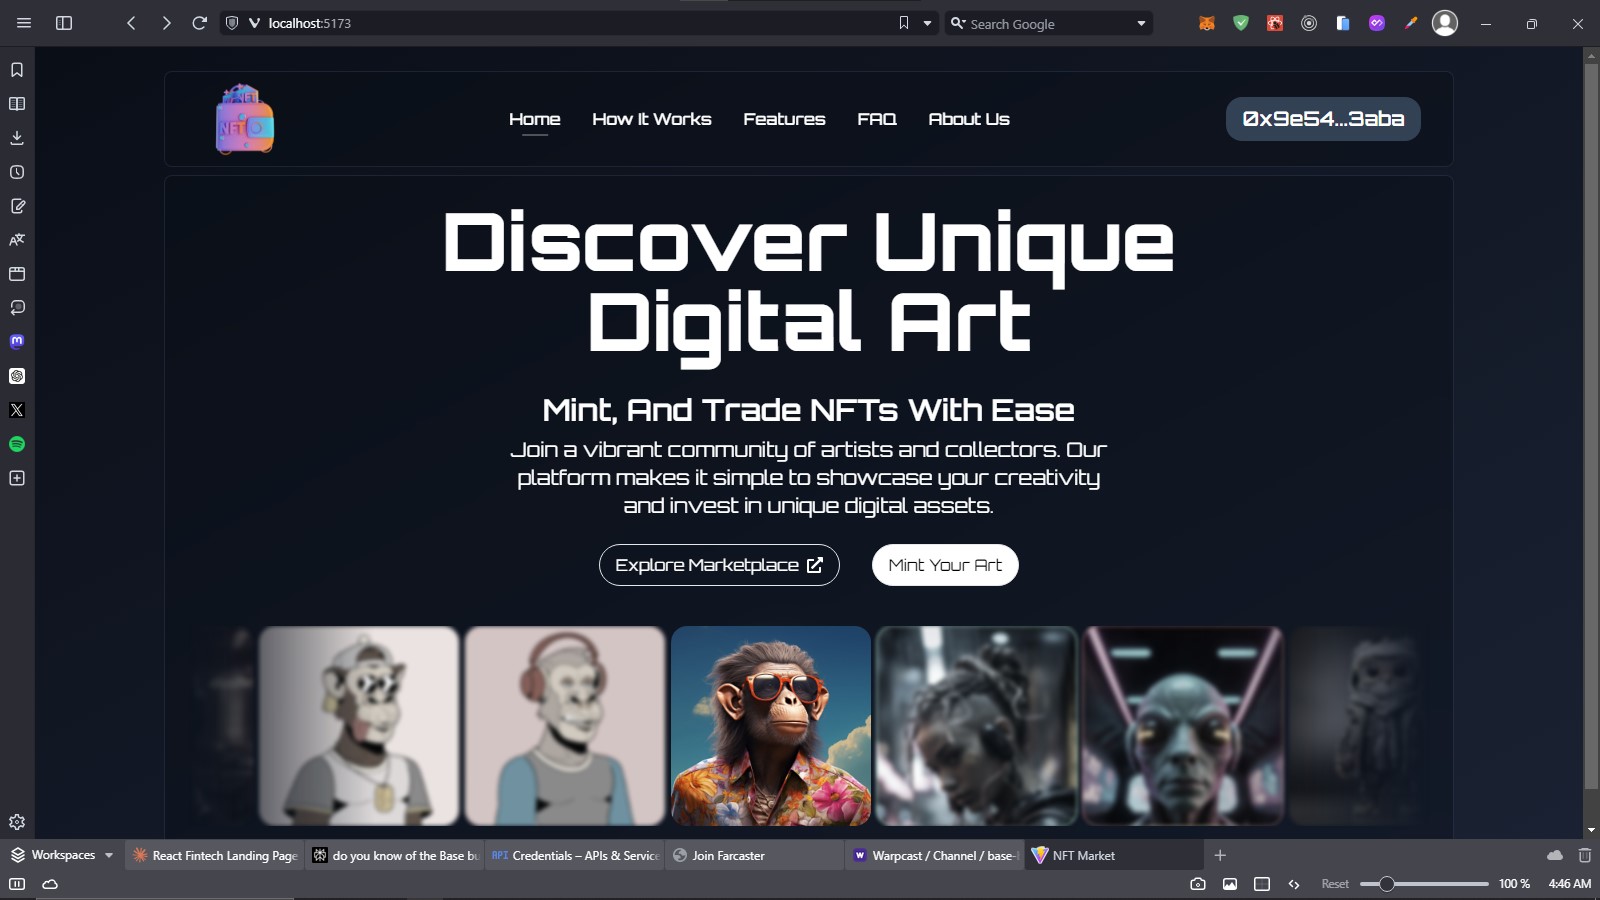 localhost:5173
Search Google
NFT
NFT
Home
How It Works
Features
FAQ
About Us
0x9e54...3aba
Discover Unique
Digital Art
Mint, And Trade NFTs With Ease
Join a vibrant community of artists and collectors. Our
platform makes it simple to showcase your creativity
and invest in unique digital assets.
Explore Marketplace
Mint Your Art
Workspaces
React Fintech Landing Page
do you know of the Base bu
API
Credentials – APIs & Service
Join Farcaster
Warpcast / Channel / base-
NFT Market
Reset
100 %
4:46 AM